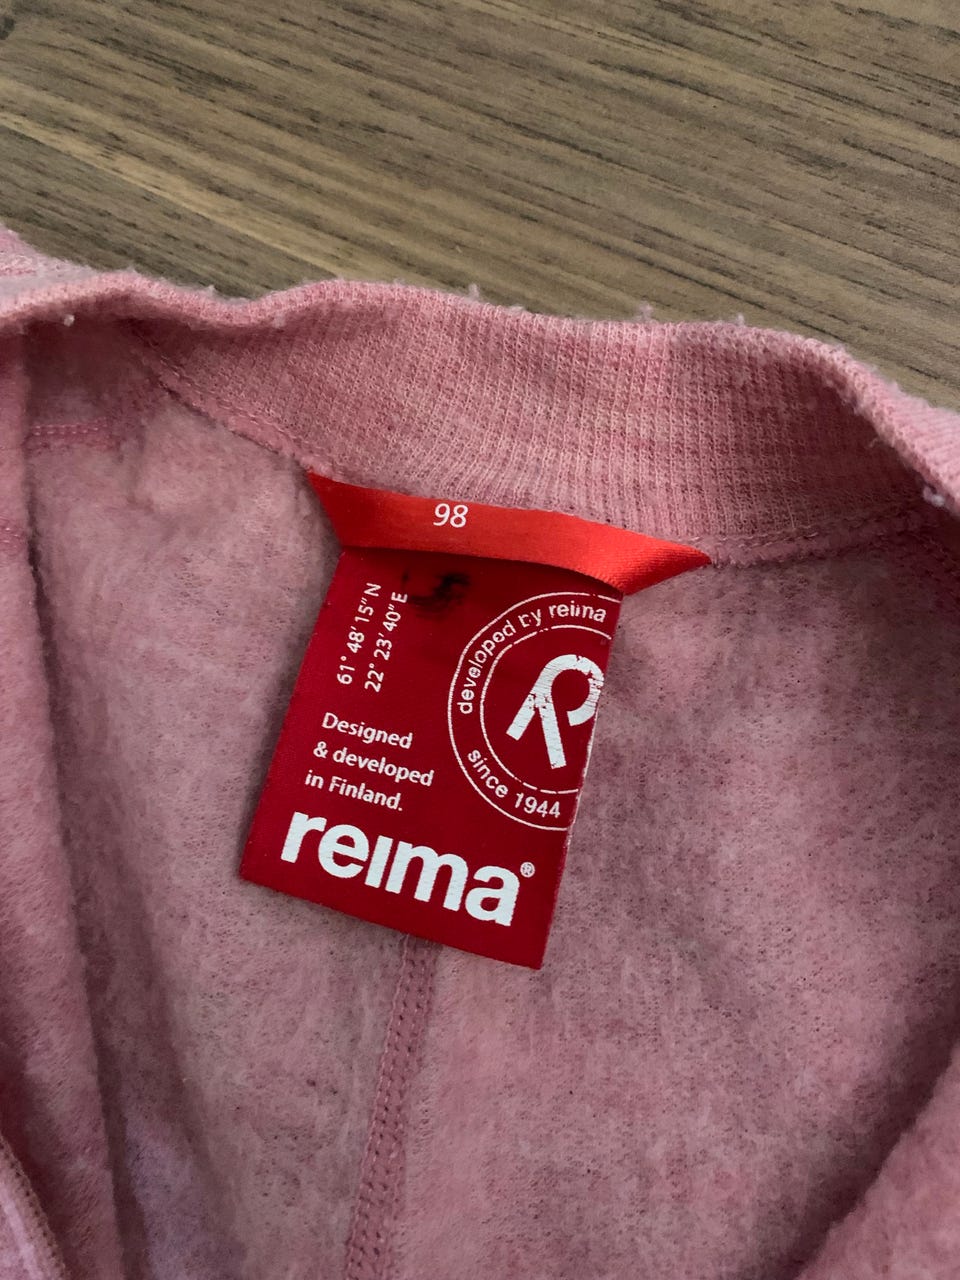 98
61° 48' 15" N
22° 23' 40" E
developed by reima
since 1944
Designed
& developed
in Finland.
reima®